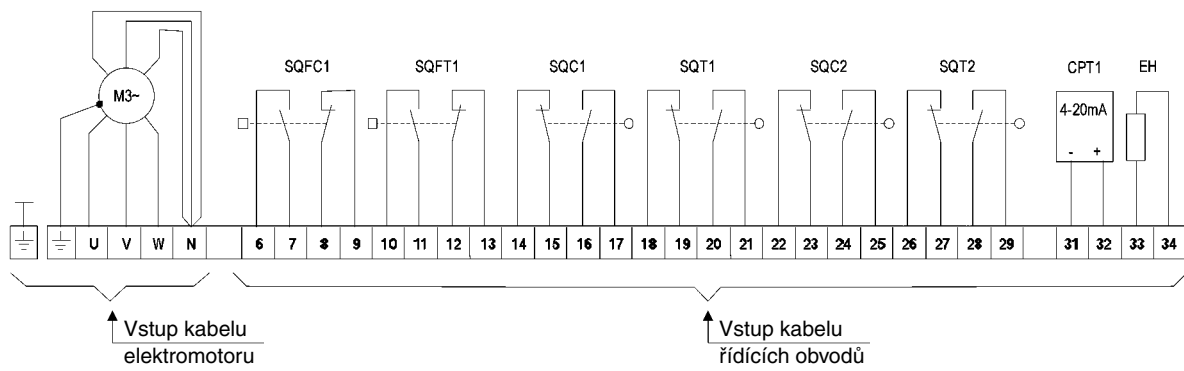 SQFC1 SQFT1 SQC1 SQT1 SQC2 SQT2 CPT1 EH
M3~
4-20mA
- +
U V W N 6 7 8 9 10 11 12 13 14 15 16 17 18 19 20 21 22 23 24 25 26 27 28 29 31 32 33 34
Vstup kabelu
elektromotoru
Vstup kabelu
řídících obvodů